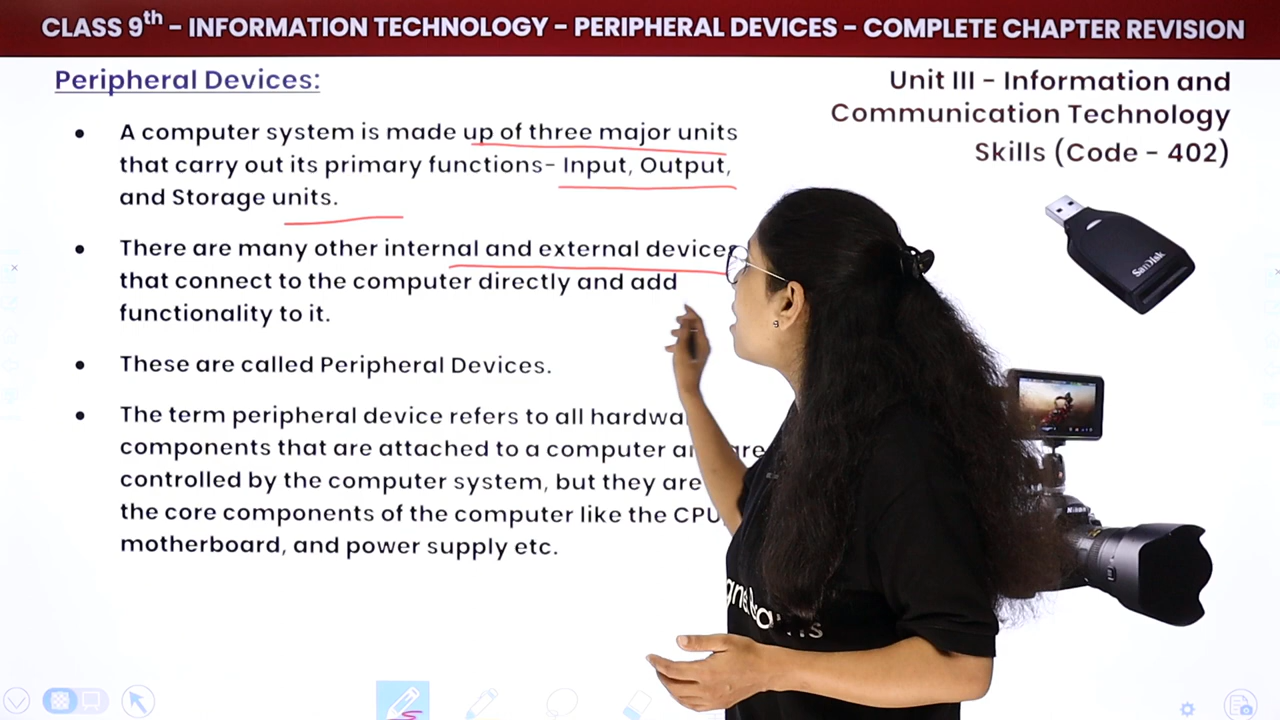 CLASS 9th – INFORMATION TECHNOLOGY – PERIPHERAL DEVICES – COMPLETE CHAPTER REVISION
Peripheral Devices:
• A computer system is made up of three major units
that carry out its primary functions- Input, Output,
and Storage units.
• There are many other internal and external devices
that connect to the computer directly and add
functionality to it.
• These are called Peripheral Devices.
• The term peripheral device refers to all
components that are attached to a computer
controlled by the computer system, but they are
the core components of the computer like the CPU
motherboard, and power supply etc.
Unit III – Information and
Communication Technology
Skills (Code – 402)
SanDisk
Nikon